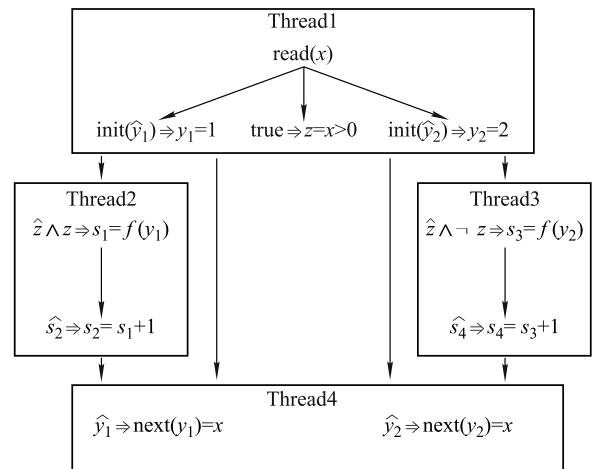 Thread1
read(x)
init(ŷ₁)⇒y₁=1 true⇒z=x>0 init(ŷ₂)⇒y₂=2
Thread2 Thread3
ẑ∧z⇒s₁=f(y₁) ẑ∧¬ z⇒s₃=f(y₂)
ŝ₂⇒s₂=s₁+1 ŝ₄⇒s₄=s₃+1
Thread4
ŷ₁⇒next(y₁)=x ŷ₂⇒next(y₂)=x